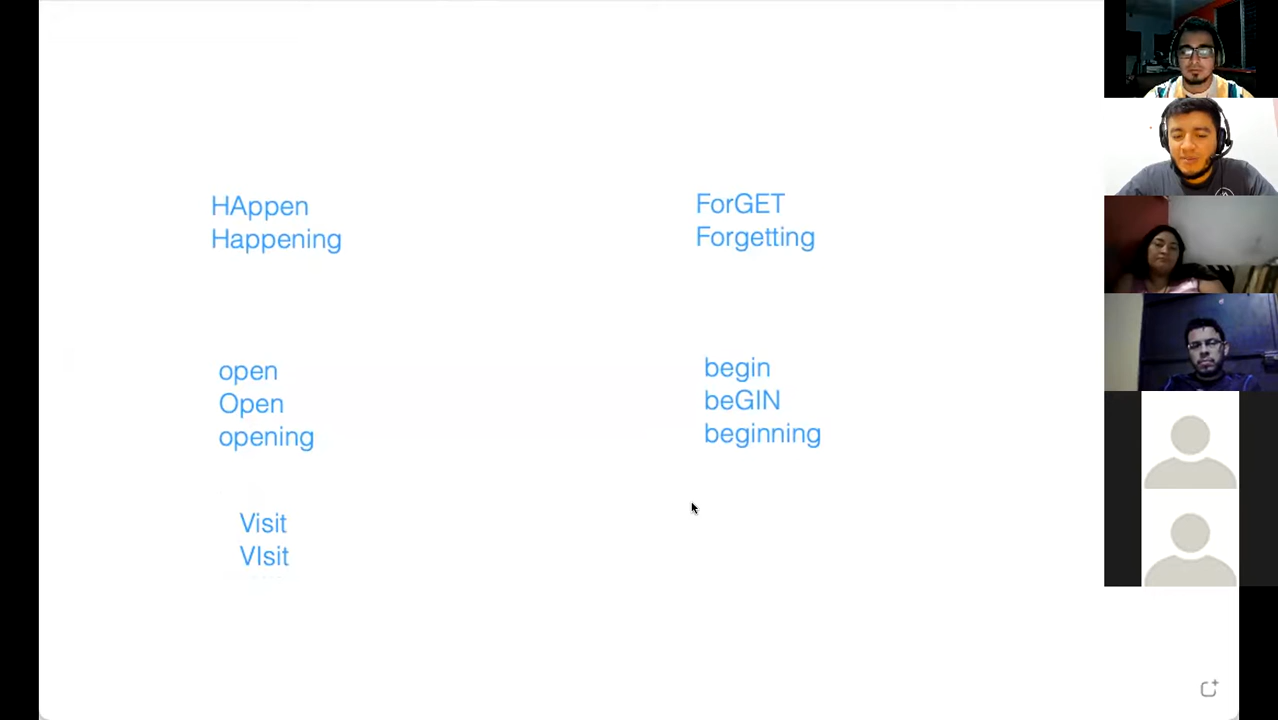 HAppen
Happening
ForGET
Forgetting
open
Open
opening
begin
beGIN
beginning
Visit
VIsit